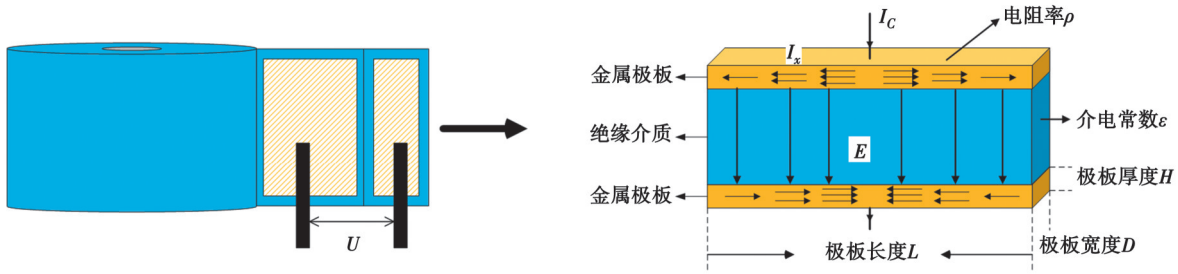 U
I_C
电阻率ρ
I_x
金属极板
绝缘介质
E
介电常数ε
极板厚度H
金属极板
极板长度L
极板宽度D